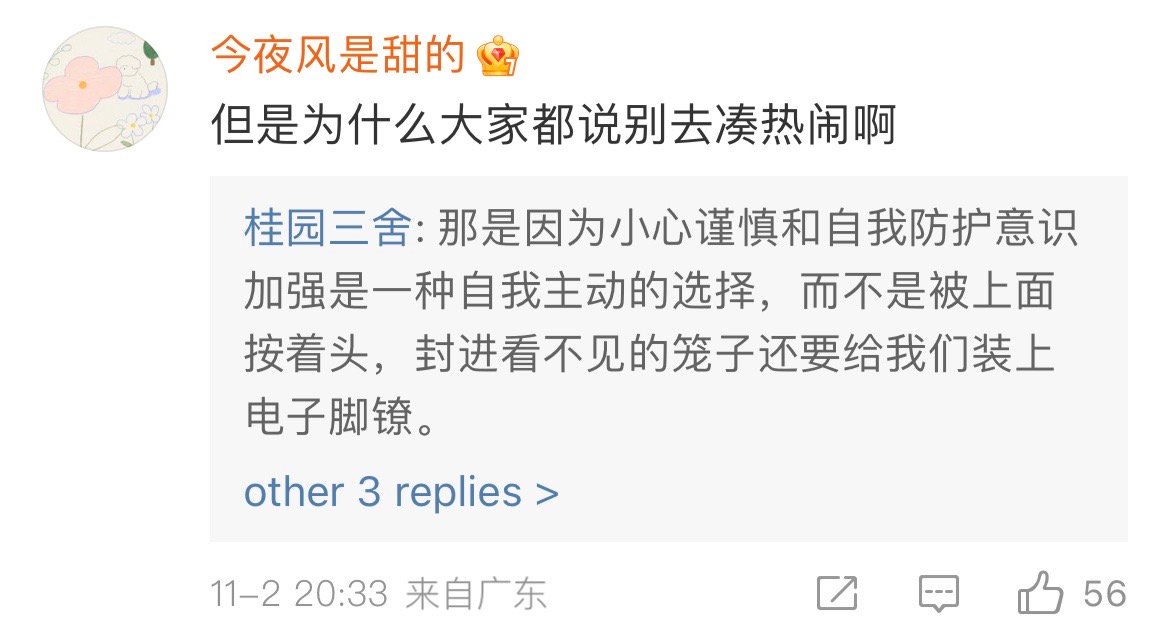 今夜风是甜的
但是为什么大家都说别去凑热闹啊
桂园三舍: 那是因为小心谨慎和自我防护意识
加强是一种自我主动的选择，而不是被上面
按着头，封进看不见的笼子还要给我们装上
电子脚镣。
other 3 replies >
11-2 20:33 来自广东 56